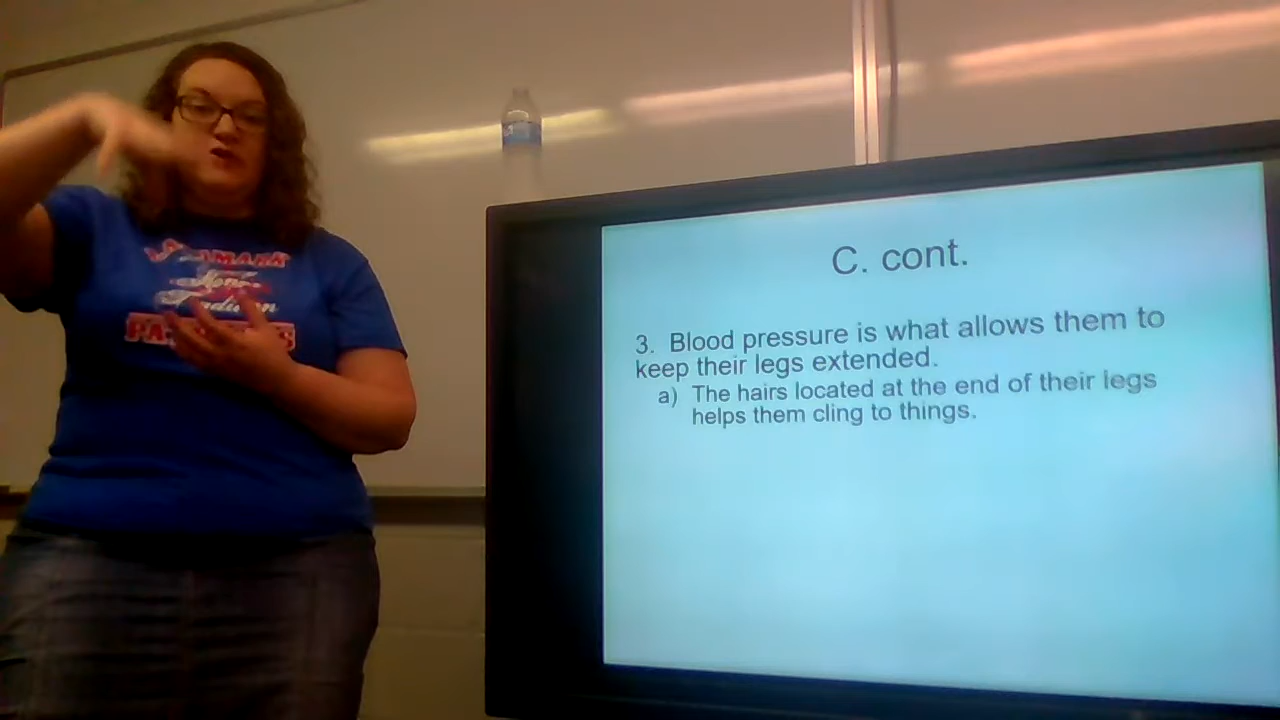 C. cont.
3. Blood pressure is what allows them to
keep their legs extended.
a) The hairs located at the end of their legs
helps them cling to things.